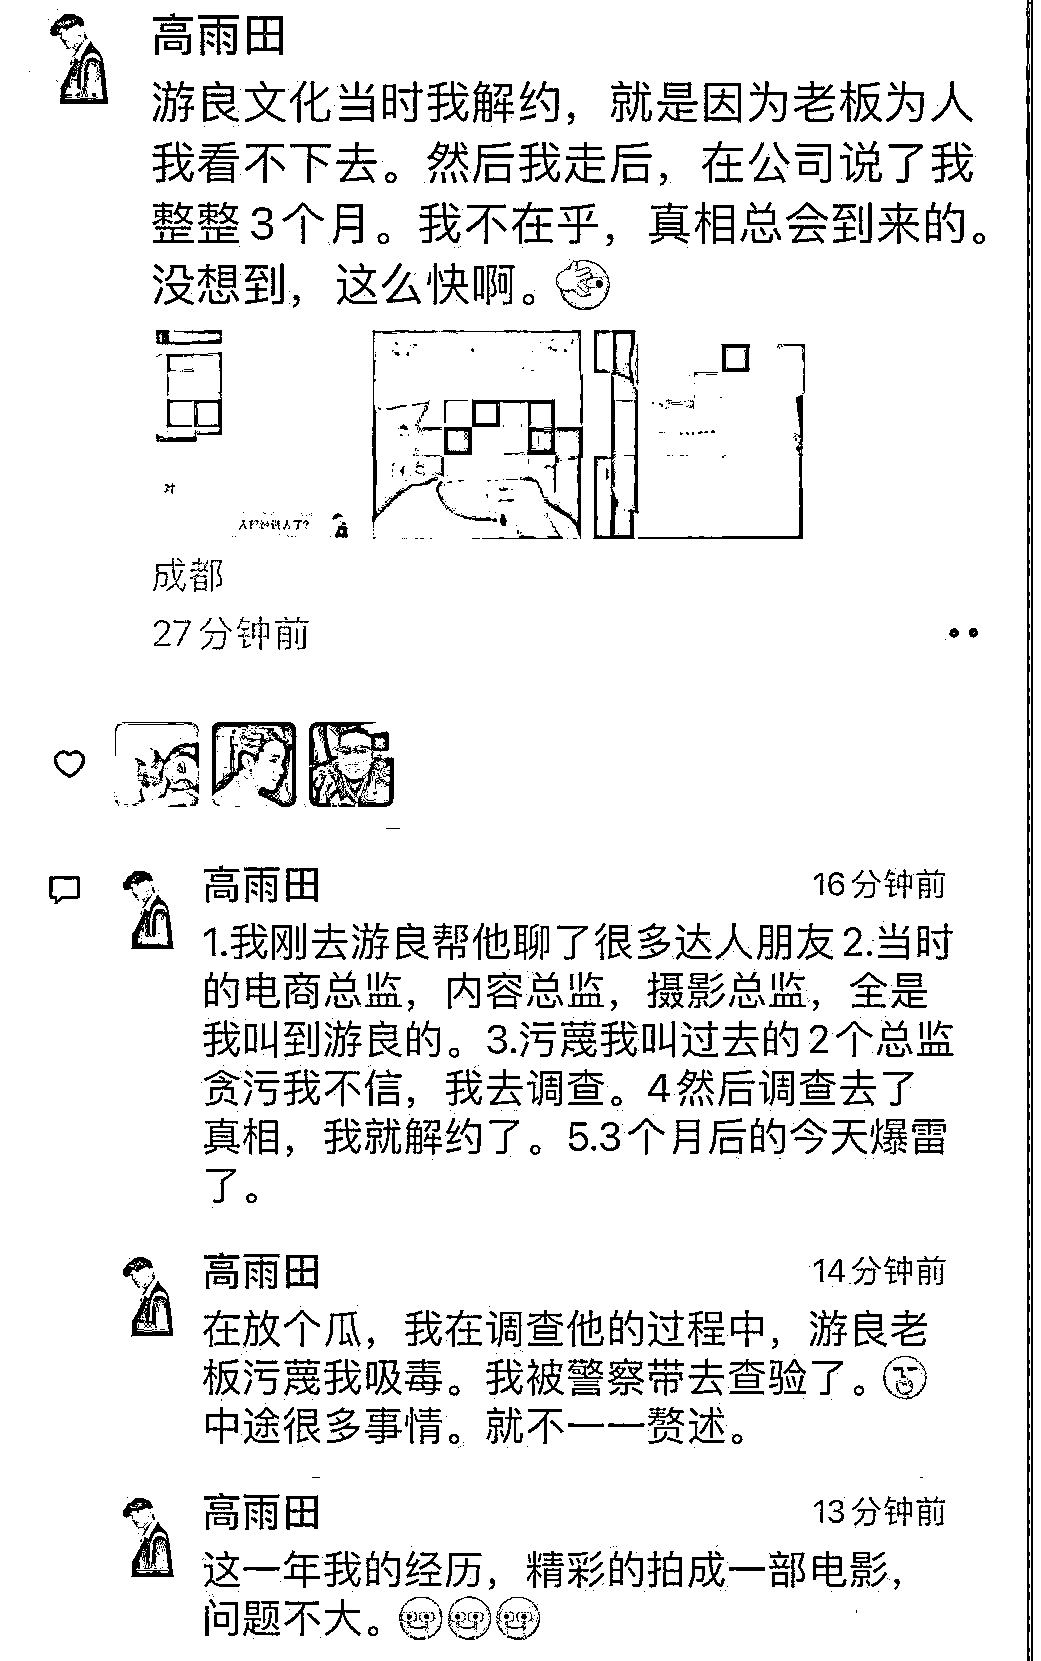 高雨田
游良文化当时我解约，就是因为老板为人
我看不下去。然后我走后，在公司说了我
整整3个月。我不在乎，真相总会到来的。
没想到，这么快啊。
成都
27分钟前
高雨田
16分钟前
1.我刚去游良帮他聊了很多达人朋友2.当时
的电商总监，内容总监，摄影总监，全是
我叫到游良的。3.污蔑我叫过去的2个总监
贪污我不信，我去调查。4然后调查去了
真相，我就解约了。5.3个月后的今天爆雷
了。
高雨田
14分钟前
在放个瓜，我在调查他的过程中，游良老
板污蔑我吸毒。我被警察带去查验了。
中途很多事情。就不一一赘述。
高雨田
13分钟前
这一年我的经历，精彩的拍成一部电影，
问题不大。